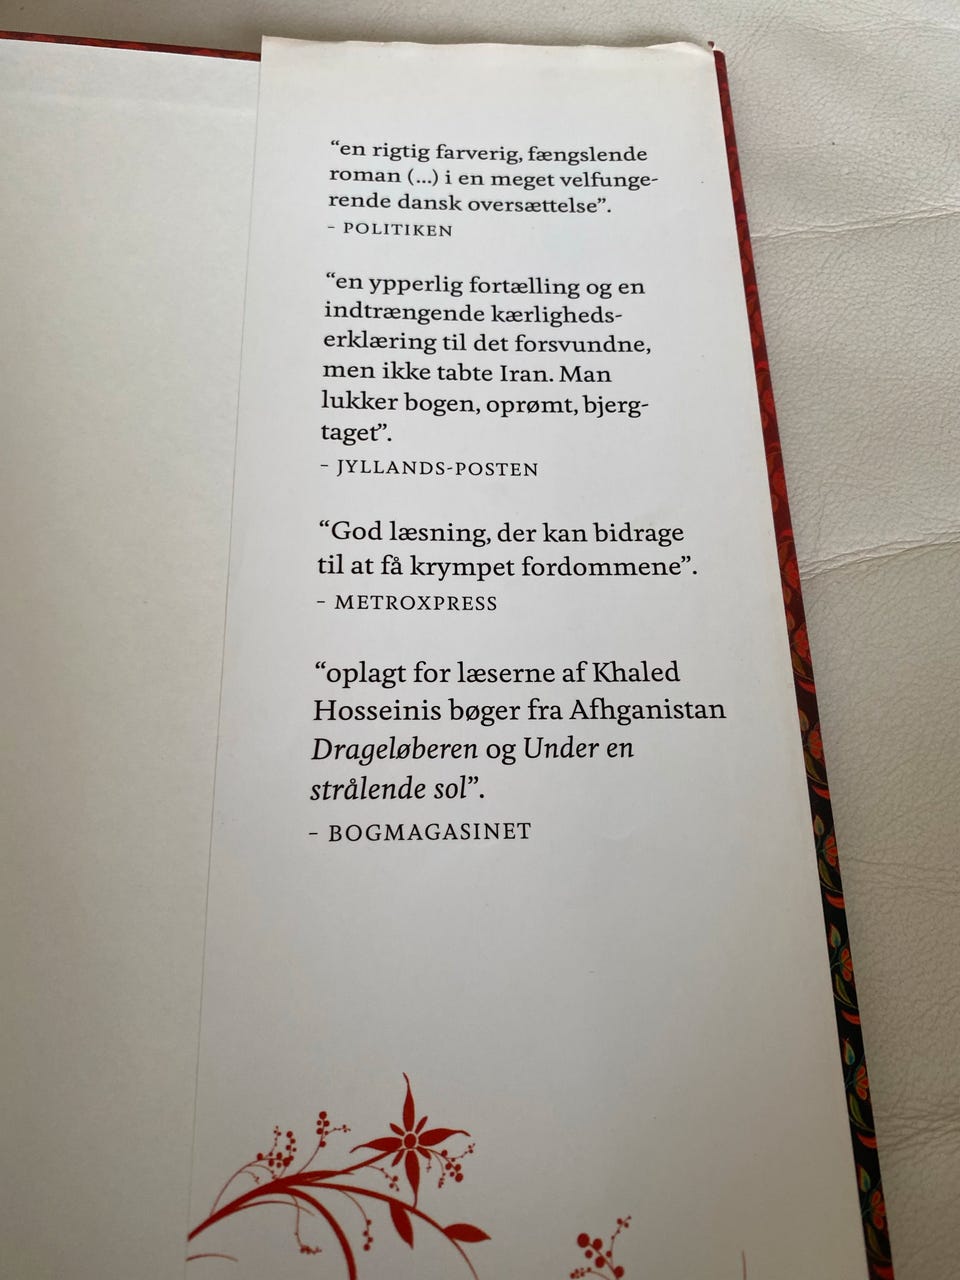 “en rigtig farverig, fængslende
roman (...) i en meget velfunge-
rende dansk oversættelse”.
– POLITIKEN
“en ypperlig fortælling og en
indtrængende kærligheds-
erklæring til det forsvundne,
men ikke tabte Iran. Man
lukker bogen, oprømt, bjerg-
taget”.
– JYLLANDS-POSTEN
“God læsning, der kan bidrage
til at få krympet fordommene”.
– METROXPRESS
“oplagt for læserne af Khaled
Hosseinis bøger fra Afhganistan
Drageløberen og Under en
strålende sol”.
– BOGMAGASINET